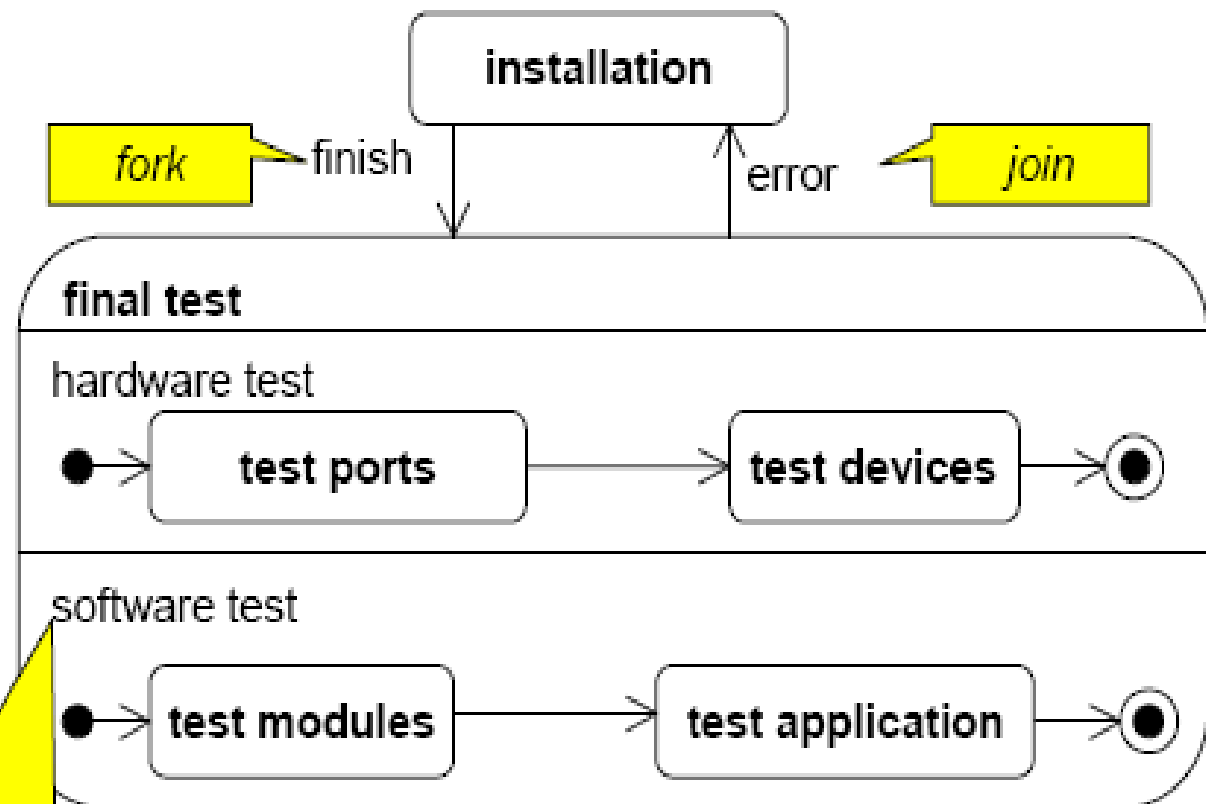 installation
fork
finish
error
join
final test
hardware test
test ports
test devices
software test
test modules
test application